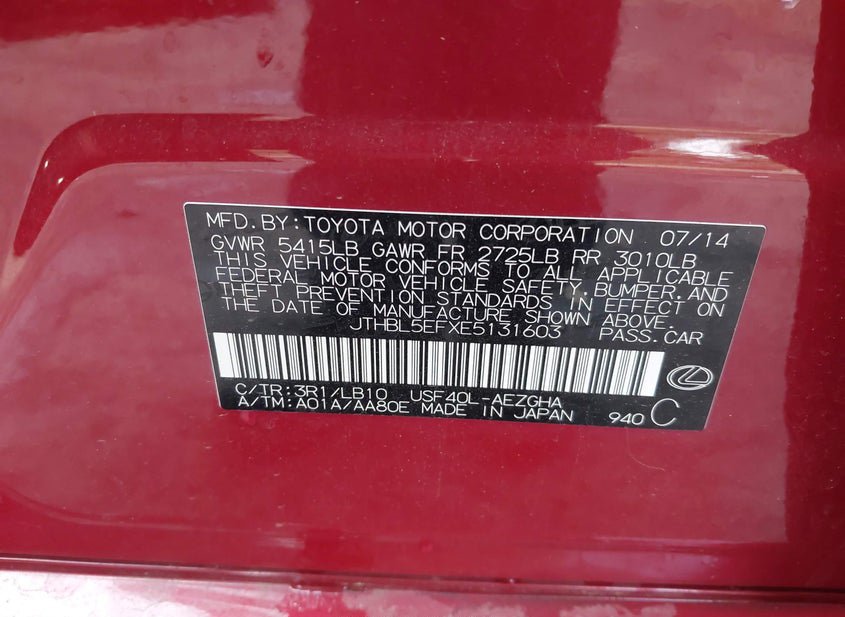 MFD.BY:TOYOTA MOTOR CORPORATION 07/14
GVWR 5415LB GAWR FR 2725LB RR 3010LB
THIS VEHICLE CONFORMS TO ALL APPLICABLE
FEDERAL MOTOR VEHICLE SAFETY,BUMPER,AND
THEFT PREVENTION STANDARDS IN EFFECT ON
THE DATE OF MANUFACTURE SHOWN ABOVE.
JTHBL5EFXE5131603 PASS.CAR
C/TR:3R1/LB10 USF40L-AEZGHA
A/TM:A01A/AA80E MADE IN JAPAN 940 C